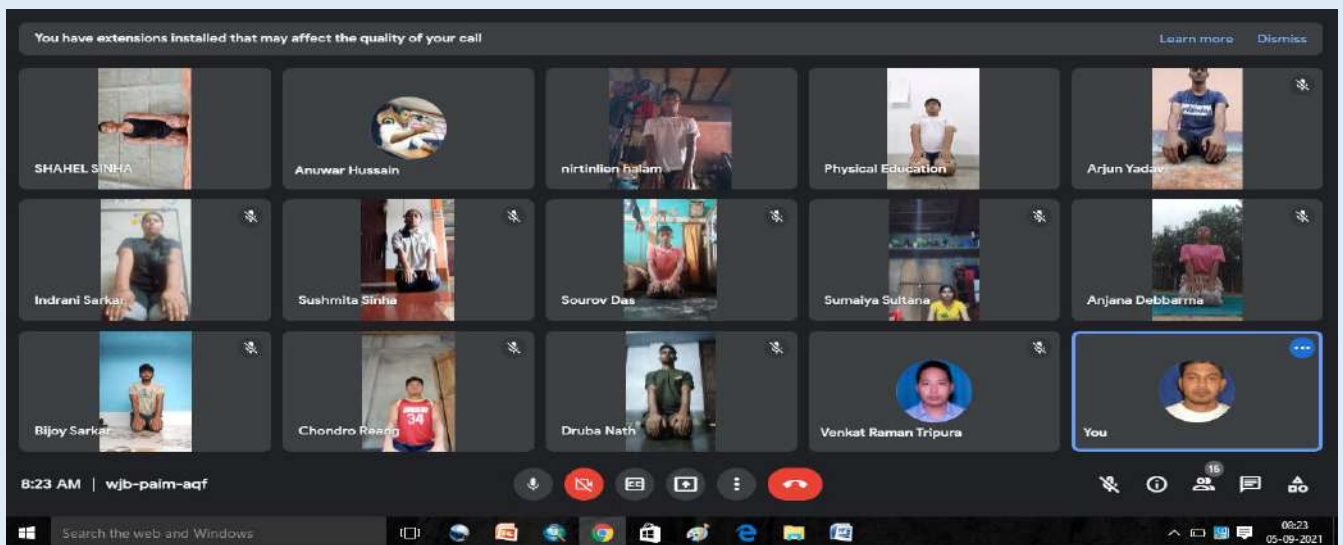 You have extensions installed that may affect the quality of your call
Learn more
Dismiss
SHAHEL SINHA
Anuwar Hussain
nirtinlien halam
Physical Education
Arjun Yadav
Indrani Sarkar
Sushmita Sinha
Sourov Das
Sumaiya Sultana
Anjana Debbarma
34
Bijoy Sarkar
Chondro Reang
Druba Nath
Venkat Raman Tripura
You
8:23 AM | wjb-paim-aqf
15
Search the web and Windows
08:23
05-09-2021